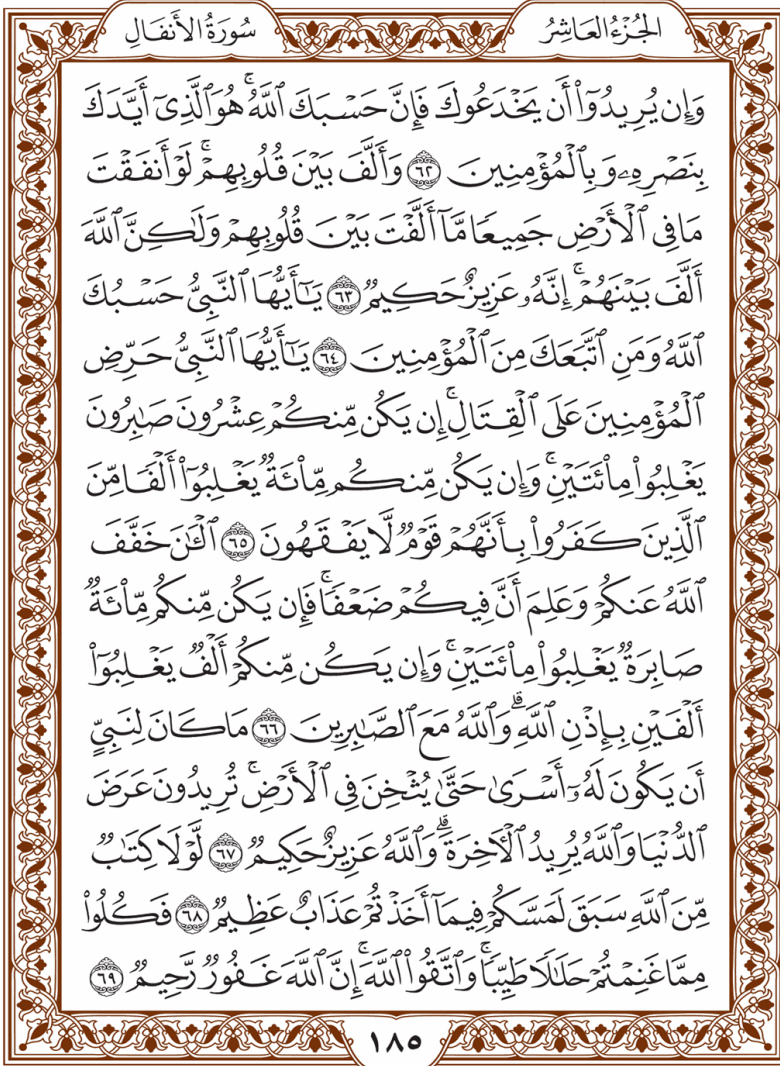 الجُزْءُ العَاشِرُ
سُورَةُ الأَنفَالِ
وَإِن يُرِيدُوٓاْ أَن يَخۡدَعُوكَ فَإِنَّ حَسۡبَكَ ٱللَّهُۚ هُوَ ٱلَّذِيٓ أَيَّدَكَ
بِنَصۡرِهِۦ وَبِٱلۡمُؤۡمِنِينَ ٦٢ وَأَلَّفَ بَيۡنَ قُلُوبِهِمۡۚ لَوۡ أَنفَقۡتَ
مَا فِي ٱلۡأَرۡضِ جَمِيعٗا مَّآ أَلَّفۡتَ بَيۡنَ قُلُوبِهِمۡ وَلَٰكِنَّ ٱللَّهَ
أَلَّفَ بَيۡنَهُمۡۚ إِنَّهُۥ عَزِيزٌ حَكِيمٞ ٦٣ يَٰٓأَيُّهَا ٱلنَّبِيُّ حَسۡبُكَ
ٱللَّهُ وَمَنِ ٱتَّبَعَكَ مِنَ ٱلۡمُؤۡمِنِينَ ٦٤ يَٰٓأَيُّهَا ٱلنَّبِيُّ حَرِّضِ
ٱلۡمُؤۡمِنِينَ عَلَى ٱلۡقِتَالِۚ إِن يَكُن مِّنكُمۡ عِشۡرُونَ صَٰبِرُونَ
يَغۡلِبُواْ مِاْئَتَيۡنِۚ وَإِن يَكُن مِّنكُم مِّاْئَةٞ يَغۡلِبُوٓاْ أَلۡفٗا مِّنَ
ٱلَّذِينَ كَفَرُواْ بِأَنَّهُمۡ قَوۡمٞ لَّا يَفۡقَهُونَ ٦٥ ٱلۡـَٰٔنَ خَفَّفَ
ٱللَّهُ عَنكُمۡ وَعَلِمَ أَنَّ فِيكُمۡ ضَعۡفٗاۚ فَإِن يَكُن مِّنكُم مِّاْئَةٞ
صَابِرَةٞ يَغۡلِبُواْ مِاْئَتَيۡنِۚ وَإِن يَكُن مِّنكُمۡ أَلۡفٞ يَغۡلِبُوٓاْ
أَلۡفَيۡنِ بِإِذۡنِ ٱللَّهِۗ وَٱللَّهُ مَعَ ٱلصَّٰبِرِينَ ٦٦ مَا كَانَ لِنَبِيٍّ
أَن يَكُونَ لَهُۥٓ أَسۡرَىٰ حَتَّىٰ يُثۡخِنَ فِي ٱلۡأَرۡضِۚ تُرِيدُونَ عَرَضَ
ٱلدُّنۡيَا وَٱللَّهُ يُرِيدُ ٱلۡأٓخِرَةَۗ وَٱللَّهُ عَزِيزٌ حَكِيمٞ ٦٧ لَّوۡلَا كِتَٰبٞ
مِّنَ ٱللَّهِ سَبَقَ لَمَسَّكُمۡ فِيمَآ أَخَذۡتُمۡ عَذَابٌ عَظِيمٞ ٦٨ فَكُلُواْ
مِمَّا غَنِمۡتُمۡ حَلَٰلٗا طَيِّبٗاۚ وَٱتَّقُواْ ٱللَّهَۚ إِنَّ ٱللَّهَ غَفُورٞ رَّحِيمٞ ٦٩
١٨٥